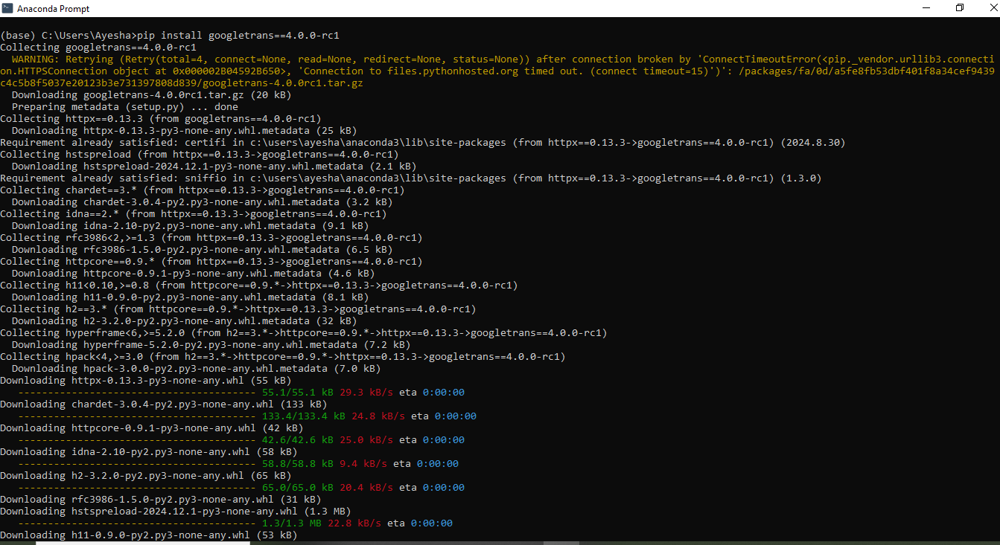 Anaconda Prompt
(base) C:\Users\Ayesha>pip install googletrans==4.0.0-rc1
Collecting googletrans==4.0.0-rc1
  WARNING: Retrying (Retry(total=4, connect=None, read=None, redirect=None, status=None)) after connection broken by 'ConnectTimeoutError(<pip._vendor.urllib3.connecti
on.HTTPSConnection object at 0x000002B04592B650>, 'Connection to files.pythonhosted.org timed out. (connect timeout=15)')': /packages/fa/0d/a5fe8fb53dbf401f8a34cef9439
c4c5b8f5037e20123b3e731397808d839/googletrans-4.0.0rc1.tar.gz
  Downloading googletrans-4.0.0rc1.tar.gz (20 kB)
  Preparing metadata (setup.py) ... done
Collecting httpx==0.13.3 (from googletrans==4.0.0-rc1)
  Downloading httpx-0.13.3-py3-none-any.whl.metadata (25 kB)
Requirement already satisfied: certifi in c:\users\ayesha\anaconda3\lib\site-packages (from httpx==0.13.3->googletrans==4.0.0-rc1) (2024.8.30)
Collecting hstspreload (from httpx==0.13.3->googletrans==4.0.0-rc1)
  Downloading hstspreload-2024.12.1-py3-none-any.whl.metadata (2.1 kB)
Requirement already satisfied: sniffio in c:\users\ayesha\anaconda3\lib\site-packages (from httpx==0.13.3->googletrans==4.0.0-rc1) (1.3.0)
Collecting chardet==3.* (from httpx==0.13.3->googletrans==4.0.0-rc1)
  Downloading chardet-3.0.4-py2.py3-none-any.whl.metadata (3.2 kB)
Collecting idna==2.* (from httpx==0.13.3->googletrans==4.0.0-rc1)
  Downloading idna-2.10-py2.py3-none-any.whl.metadata (9.1 kB)
Collecting rfc3986<2,>=1.3 (from httpx==0.13.3->googletrans==4.0.0-rc1)
  Downloading rfc3986-1.5.0-py2.py3-none-any.whl.metadata (6.5 kB)
Collecting httpcore==0.9.* (from httpx==0.13.3->googletrans==4.0.0-rc1)
  Downloading httpcore-0.9.1-py3-none-any.whl.metadata (4.6 kB)
Collecting h11<0.10,>=0.8 (from httpcore==0.9.*->httpx==0.13.3->googletrans==4.0.0-rc1)
  Downloading h11-0.9.0-py2.py3-none-any.whl.metadata (8.1 kB)
Collecting h2==3.* (from httpcore==0.9.*->httpx==0.13.3->googletrans==4.0.0-rc1)
  Downloading h2-3.2.0-py2.py3-none-any.whl.metadata (32 kB)
Collecting hyperframe<6,>=5.2.0 (from h2==3.*->httpcore==0.9.*->httpx==0.13.3->googletrans==4.0.0-rc1)
  Downloading hyperframe-5.2.0-py2.py3-none-any.whl.metadata (7.2 kB)
Collecting hpack<4,>=3.0 (from h2==3.*->httpcore==0.9.*->httpx==0.13.3->googletrans==4.0.0-rc1)
  Downloading hpack-3.0.0-py2.py3-none-any.whl.metadata (7.0 kB)
Downloading httpx-0.13.3-py3-none-any.whl (55 kB)
   ---------------------------------------- 55.1/55.1 kB 29.3 kB/s eta 0:00:00
Downloading chardet-3.0.4-py2.py3-none-any.whl (133 kB)
   ---------------------------------------- 133.4/133.4 kB 24.8 kB/s eta 0:00:00
Downloading httpcore-0.9.1-py3-none-any.whl (42 kB)
   ---------------------------------------- 42.6/42.6 kB 25.0 kB/s eta 0:00:00
Downloading idna-2.10-py2.py3-none-any.whl (58 kB)
   ---------------------------------------- 58.8/58.8 kB 9.4 kB/s eta 0:00:00
Downloading h2-3.2.0-py2.py3-none-any.whl (65 kB)
   ---------------------------------------- 65.0/65.0 kB 20.4 kB/s eta 0:00:00
Downloading rfc3986-1.5.0-py2.py3-none-any.whl (31 kB)
Downloading hstspreload-2024.12.1-py3-none-any.whl (1.3 MB)
   ---------------------------------------- 1.3/1.3 MB 22.8 kB/s eta 0:00:00
Downloading h11-0.9.0-py2.py3-none-any.whl (53 kB)